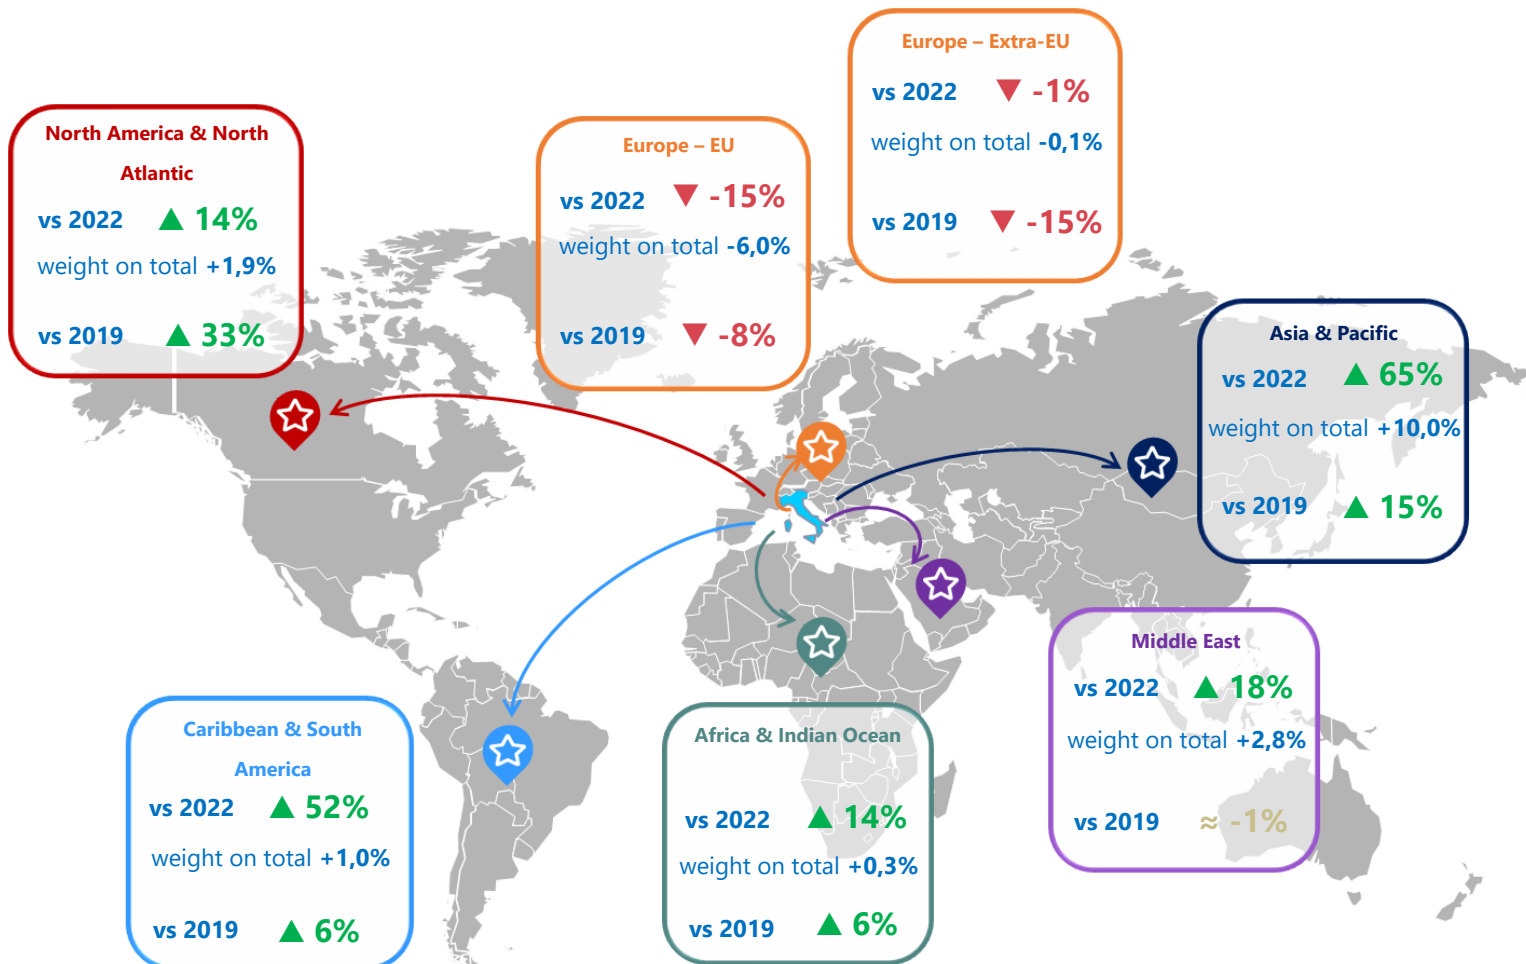 Europe – Extra-EU
vs 2022 ▼ -1%
weight on total -0,1%
vs 2019 ▼ -15%
North America & North
Atlantic
vs 2022 ▲ 14%
weight on total +1,9%
vs 2019 ▲ 33%
Europe – EU
vs 2022 ▼ -15%
weight on total -6,0%
vs 2019 ▼ -8%
Asia & Pacific
vs 2022 ▲ 65%
weight on total +10,0%
vs 2019 ▲ 15%
Middle East
vs 2022 ▲ 18%
weight on total +2,8%
vs 2019 ≈ -1%
Caribbean & South
America
vs 2022 ▲ 52%
weight on total +1,0%
vs 2019 ▲ 6%
Africa & Indian Ocean
vs 2022 ▲ 14%
weight on total +0,3%
vs 2019 ▲ 6%